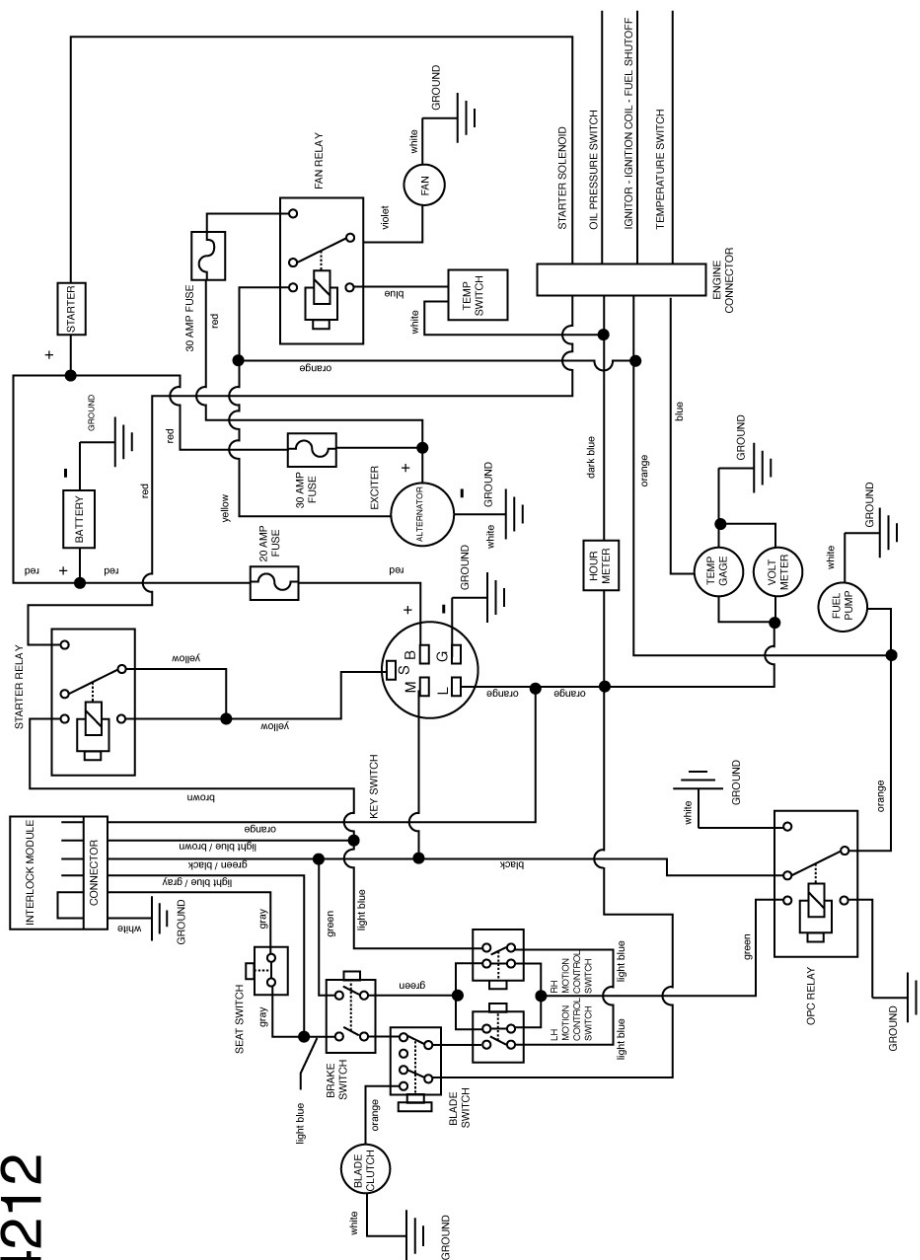 4212
INTERLOCK MODULE
CONNECTOR
STARTER RELAY
BATTERY
+
-
GROUND
STARTER
+
red
red
red
red
white
GROUND
light blue / gray
green / black
light blue / brown
orange
brown
yellow
yellow
SEAT SWITCH
gray
gray
green
light blue
light blue
BRAKE
SWITCH
green
BLADE
SWITCH
BLADE
CLUTCH
orange
white
GROUND
KEY SWITCH
M
S
B
L
G
+
-
GROUND
red
20 AMP
FUSE
yellow
30 AMP
FUSE
EXCITER
ALTERNATOR
+
-
GROUND
white
30 AMP FUSE
red
FAN RELAY
violet
FAN
white
GROUND
orange
blue
white
TEMP
SWITCH
STARTER SOLENOID
OIL PRESSURE SWITCH
IGNITOR - IGNITION COIL - FUEL SHUTOFF
TEMPERATURE SWITCH
ENGINE
CONNECTOR
LH
MOTION
CONTROL
SWITCH
RH
MOTION
CONTROL
SWITCH
light blue
light blue
black
orange
orange
HOUR
METER
dark blue
orange
blue
TEMP
GAGE
VOLT
METER
GROUND
FUEL
PUMP
white
GROUND
green
white
GROUND
OPC RELAY
orange
GROUND